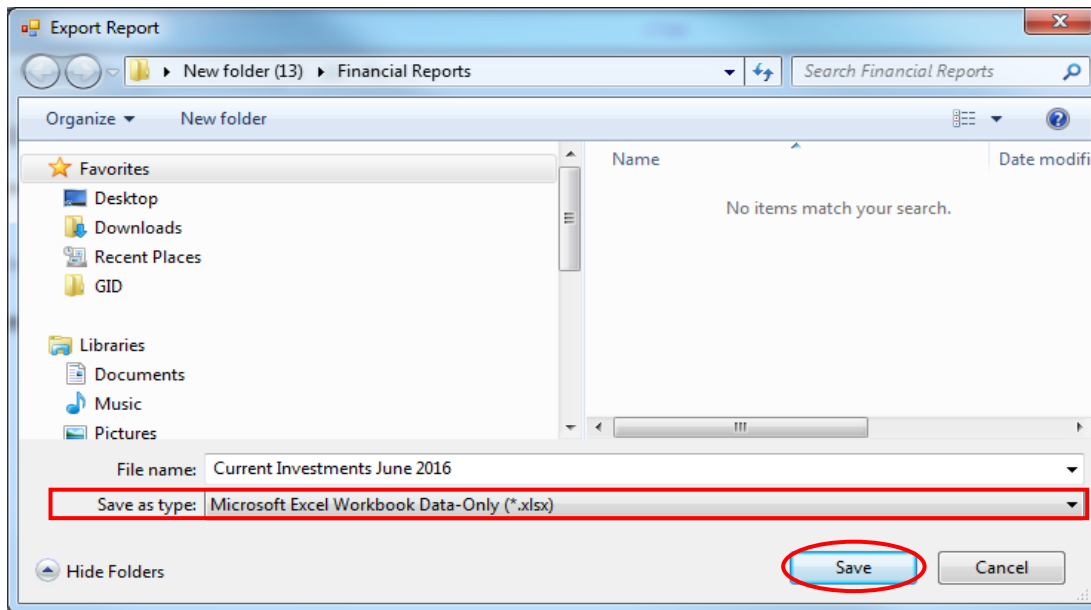 Export Report
New folder (13) Financial Reports
Search Financial Reports
Organize New folder
Favorites
Desktop
Downloads
Recent Places
GID
Libraries
Documents
Music
Pictures
Name Date modifi
No items match your search.
File name: Current Investments June 2016
Save as type: Microsoft Excel Workbook Data-Only (*.xlsx)
Hide Folders
Save Cancel